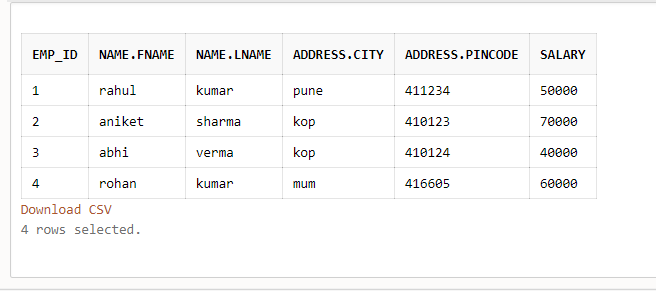 EMP_ID NAME.FNAME NAME.LNAME ADDRESS.CITY ADDRESS.PINCODE SALARY
1 rahul kumar pune 411234 50000
2 aniket sharma kop 410123 70000
3 abhi verma kop 410124 40000
4 rohan kumar mum 416605 60000
Download CSV
4 rows selected.